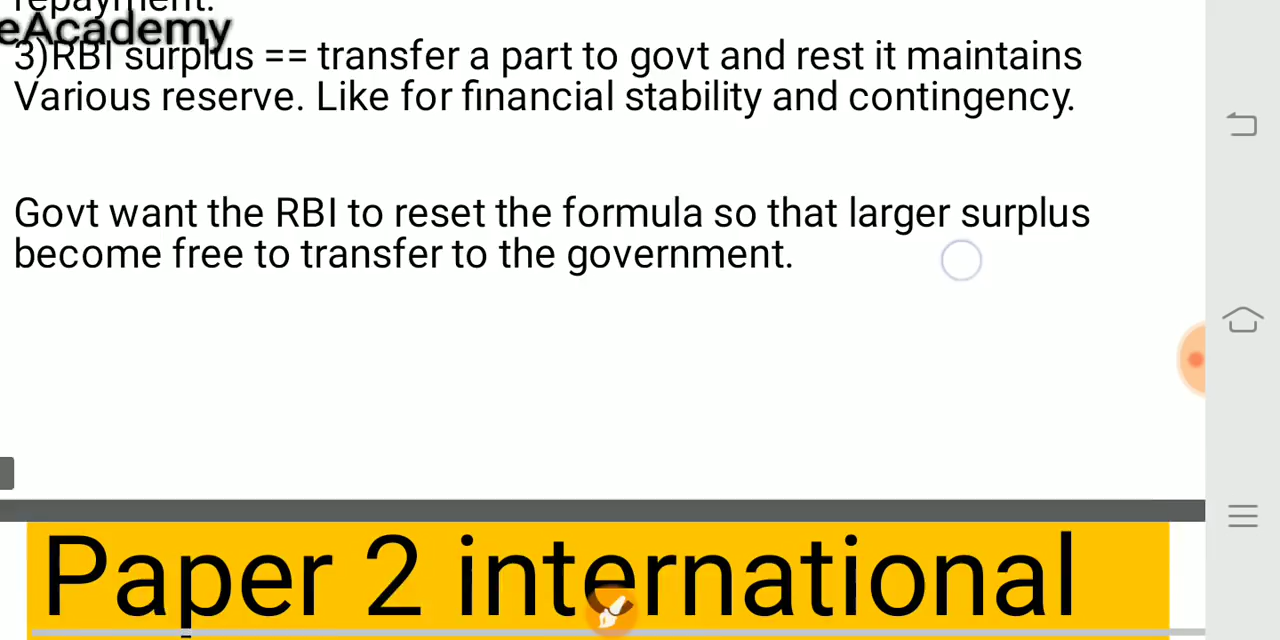 repayment.
eAcademy
3)RBI surplus == transfer a part to govt and rest it maintains
Various reserve. Like for financial stability and contingency.
Govt want the RBI to reset the formula so that larger surplus
become free to transfer to the government.
Paper 2 international